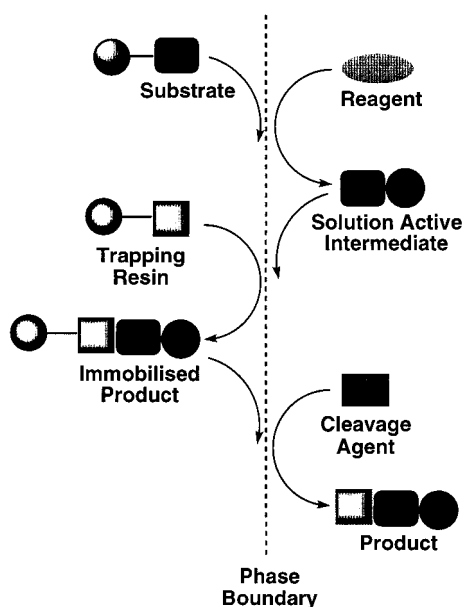 Substrate
Reagent
Solution Active
Intermediate
Trapping
Resin
Immobilised
Product
Cleavage
Agent
Product
Phase
Boundary